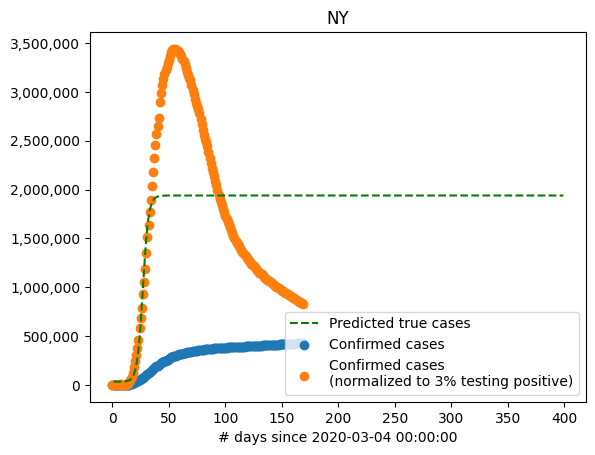 NY
3,500,000
3,000,000
2,500,000
2,000,000
1,500,000
1,000,000
500,000
0
Predicted true cases
Confirmed cases
Confirmed cases
(normalized to 3% testing positive)
0 50 100 150 200 250 300 350 400
# days since 2020-03-04 00:00:00